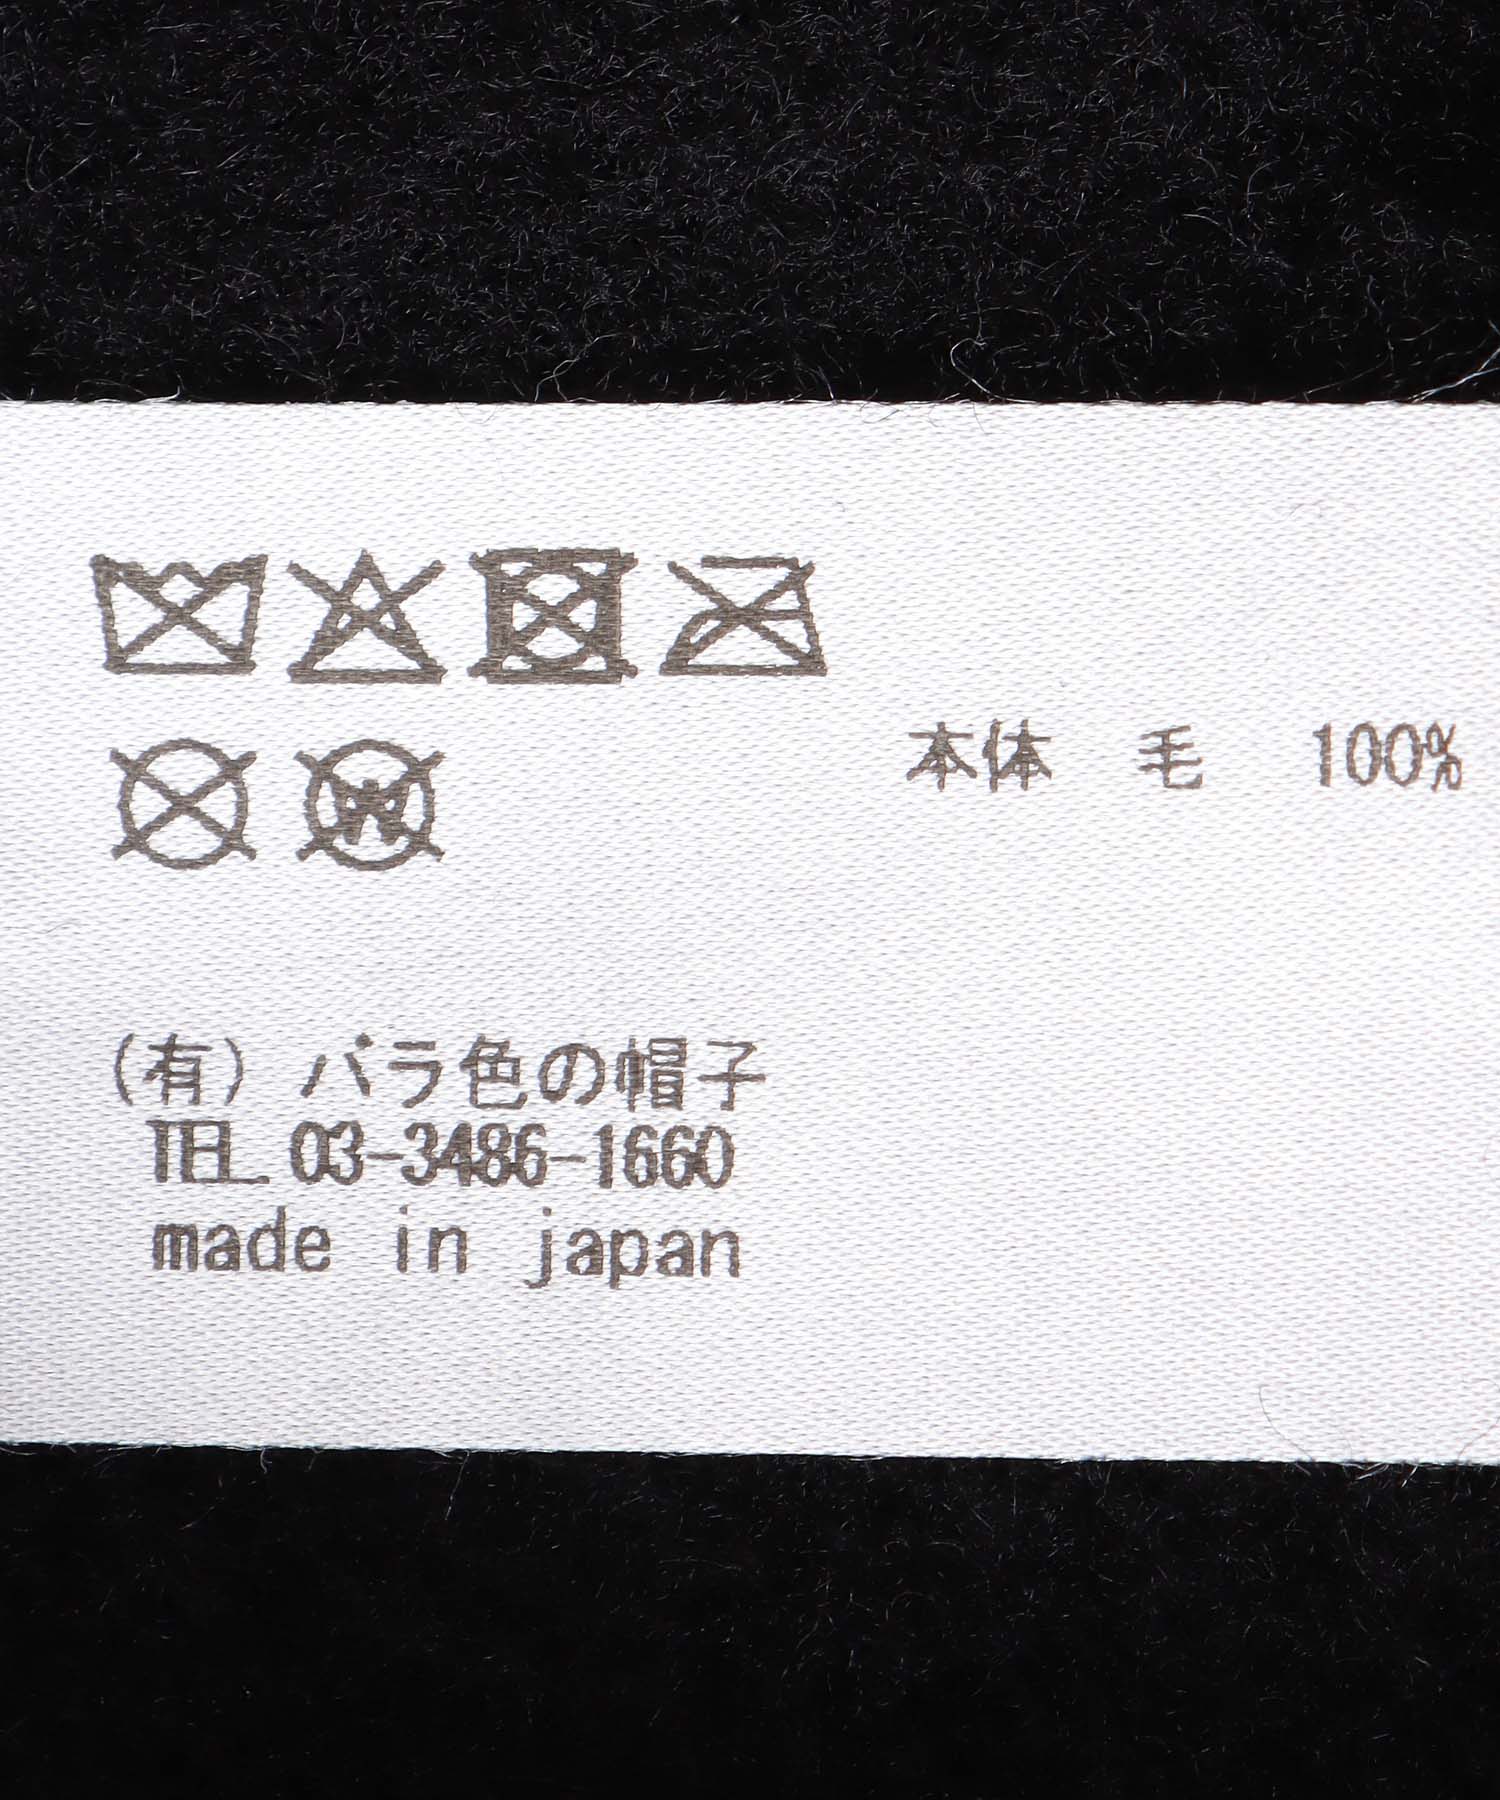 本体 毛 100%
(有) バラ色の帽子
TEL. 03-3486-1660
made in japan